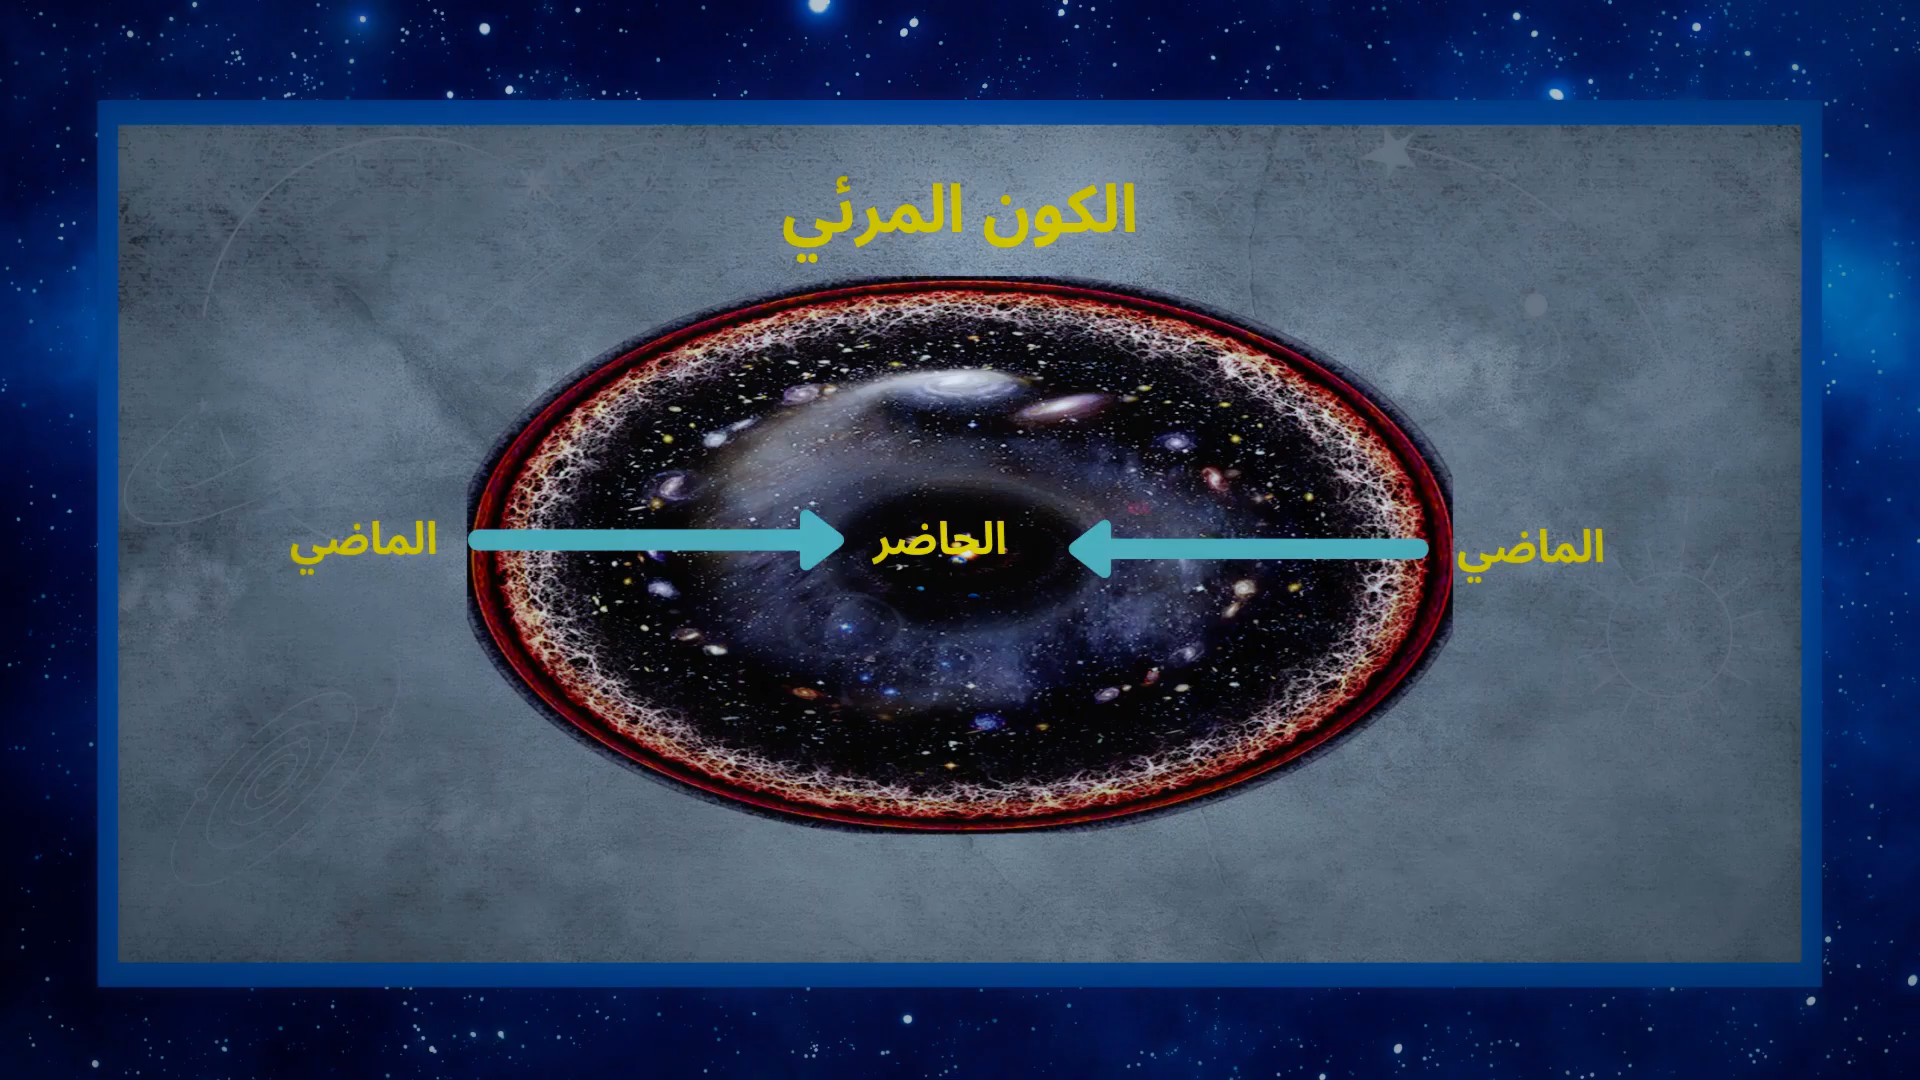 الكون المرئي
الماضي
الحاضر
الماضي